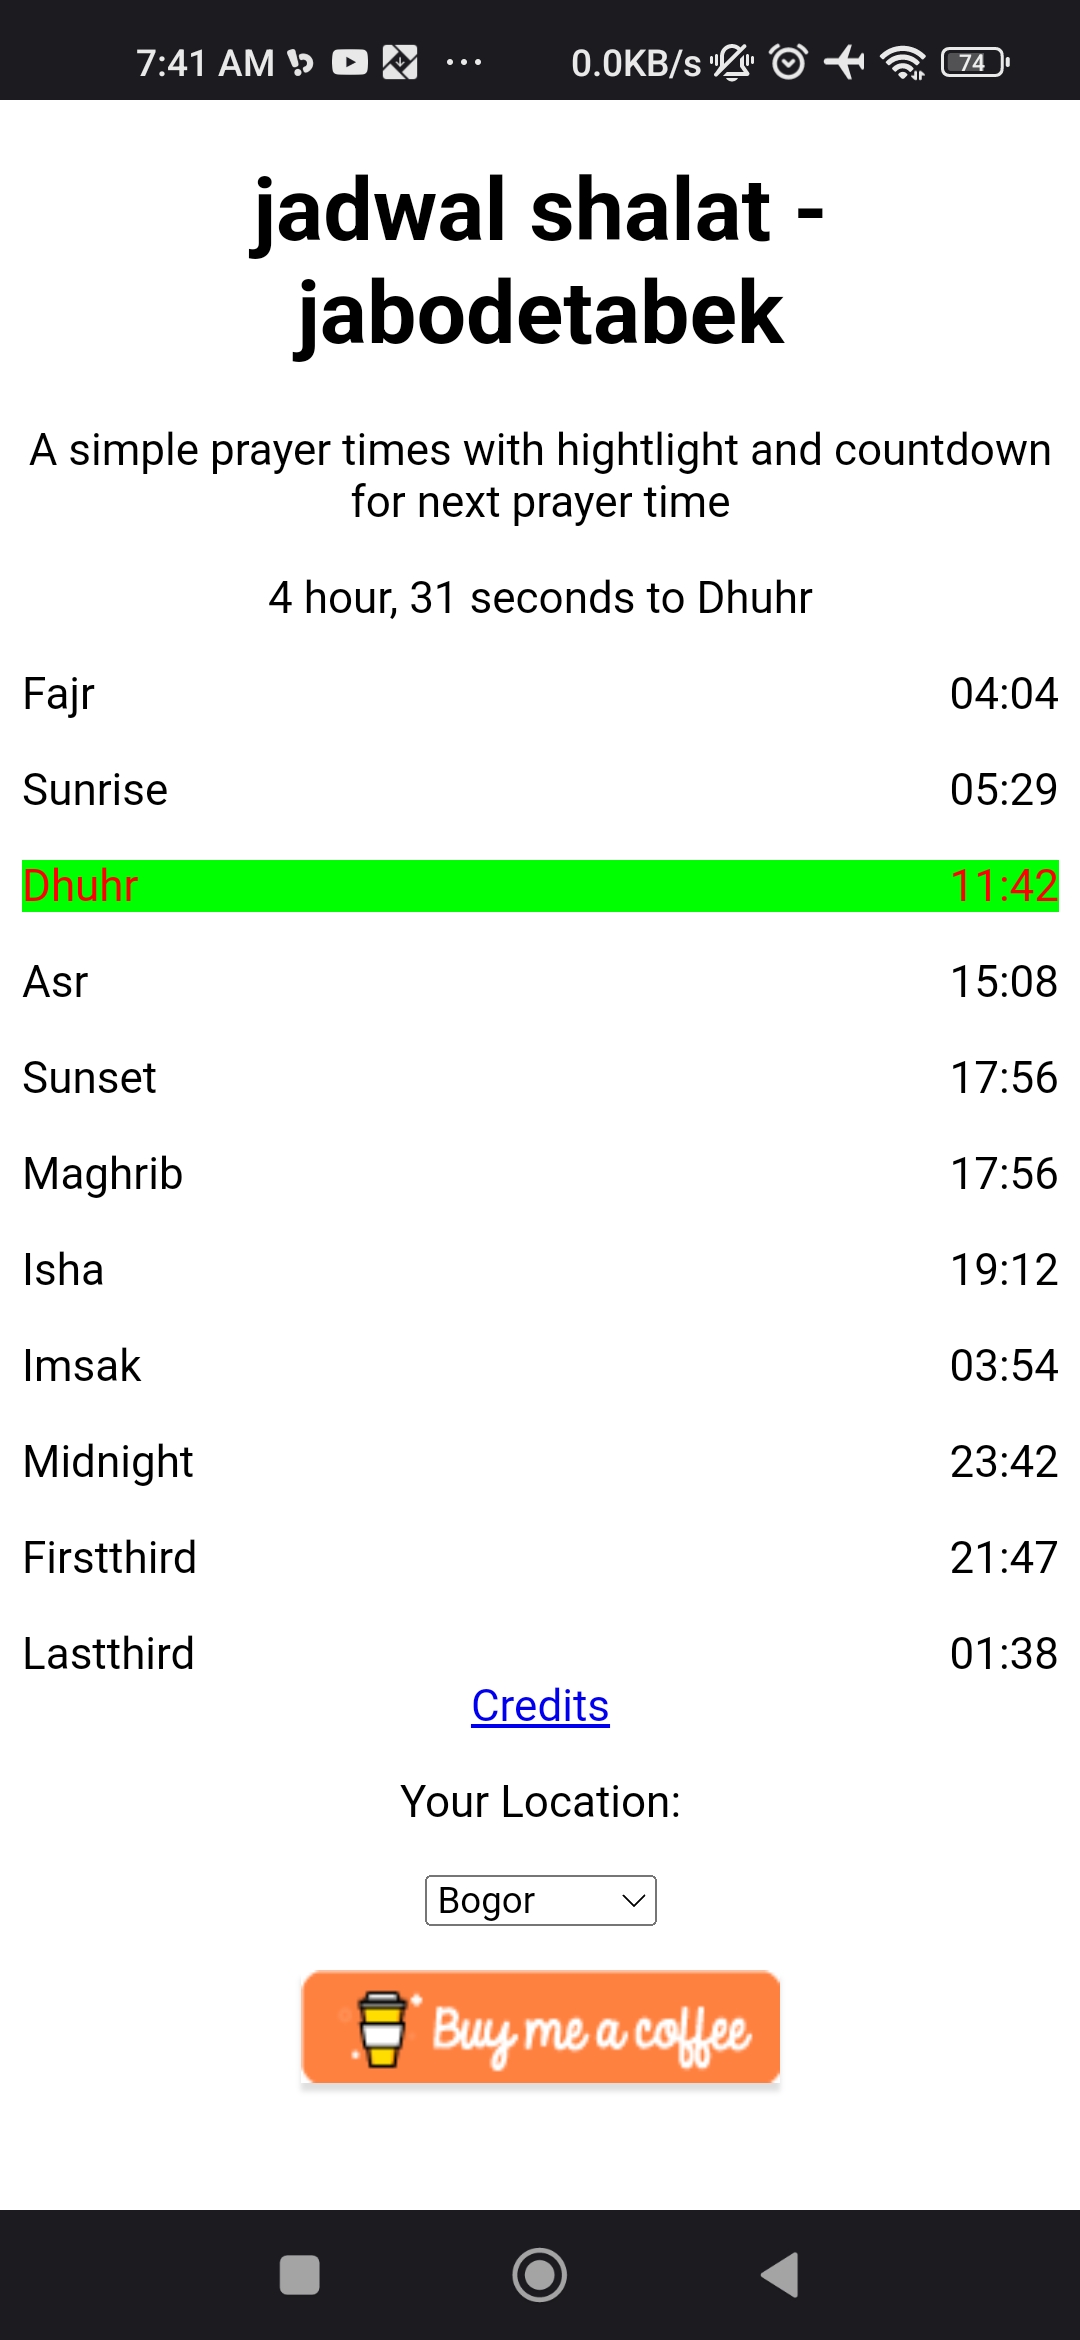 7:41 AM ... 0.0KB/s 74
jadwal shalat -
jabodetabek
A simple prayer times with hightlight and countdown
for next prayer time
4 hour, 31 seconds to Dhuhr
Fajr 04:04
Sunrise 05:29
Dhuhr 11:42
Asr 15:08
Sunset 17:56
Maghrib 17:56
Isha 19:12
Imsak 03:54
Midnight 23:42
Firstthird 21:47
Lastthird 01:38
Credits
Your Location:
Bogor
Buy me a coffee